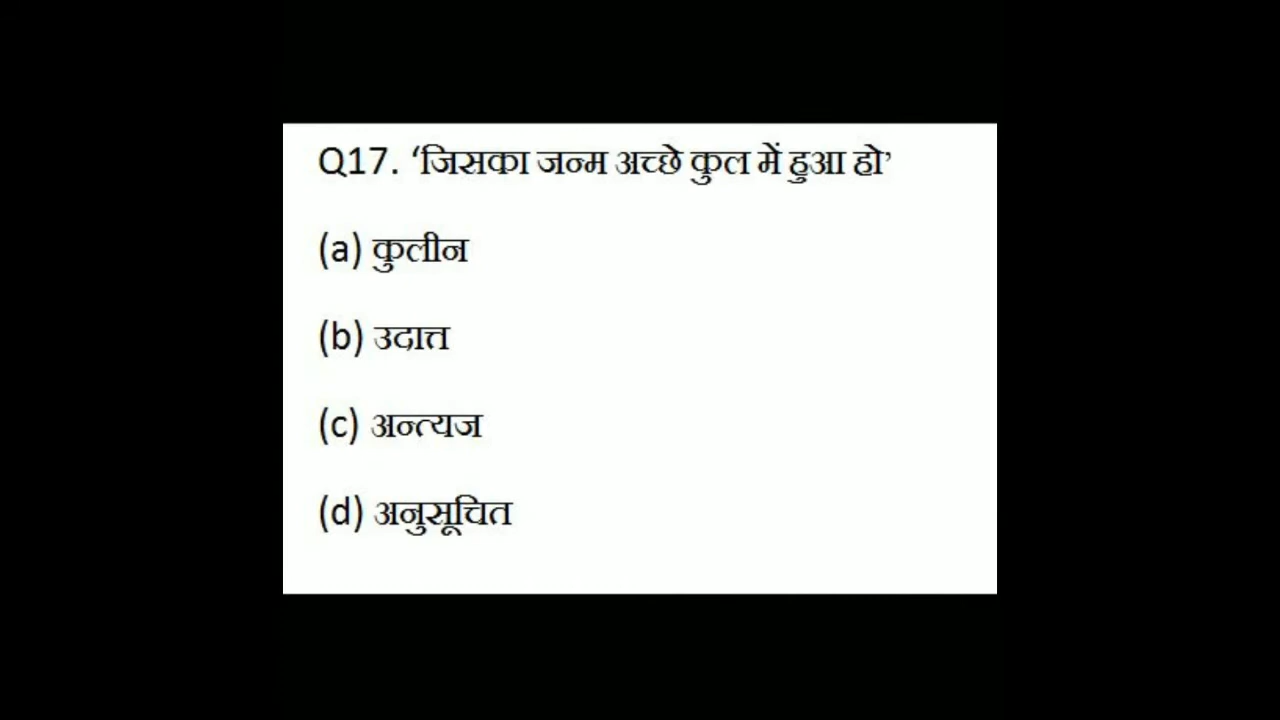 Q17. ‘जिसका जन्म अच्छे कुल में हुआ हो’
(a) कुलीन
(b) उदात्त
(c) अन्त्यज
(d) अनुसूचित